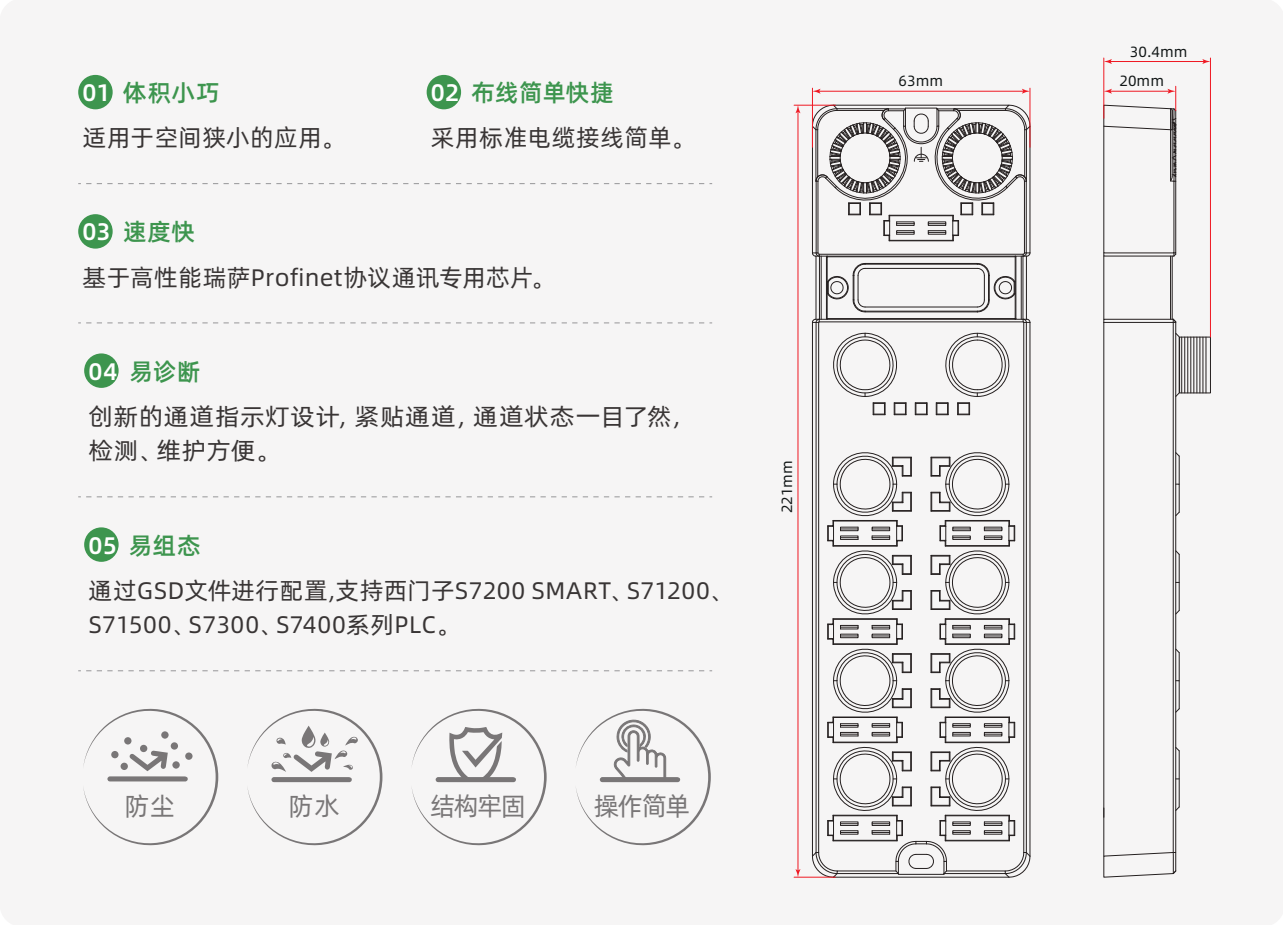 01 体积小巧
适用于空间狭小的应用。
02 布线简单快捷
采用标准电缆接线简单。
03 速度快
基于高性能瑞萨Profinet协议通讯专用芯片。
04 易诊断
创新的通道指示灯设计, 紧贴通道, 通道状态一目了然,
检测、维护方便。
05 易组态
通过GSD文件进行配置,支持西门子S7200 SMART、S71200、
S71500、S7300、S7400系列PLC。
防尘
防水
结构牢固
操作简单
63mm
221mm
30.4mm
20mm